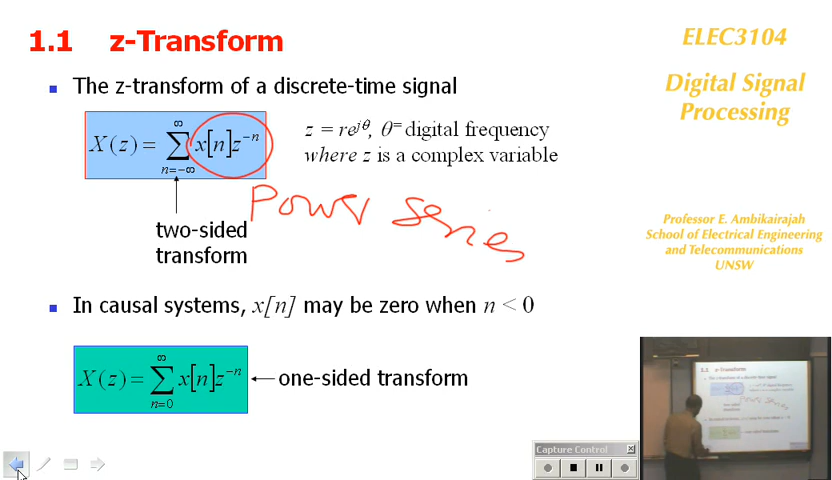 1.1 z-Transform
ELEC3104
Digital Signal
Processing
▪ The z-transform of a discrete-time signal
X(z) = ∑_{n=-∞}^{∞} x[n]z^{-n}
z = re^{jθ}, θ= digital frequency
where z is a complex variable
Power series
two-sided
transform
Professor E. Ambikairajah
School of Electrical Engineering
and Telecommunications
UNSW
▪ In causal systems, x[n] may be zero when n < 0
X(z) = ∑_{n=0}^{∞} x[n]z^{-n}
one-sided transform
Capture Control